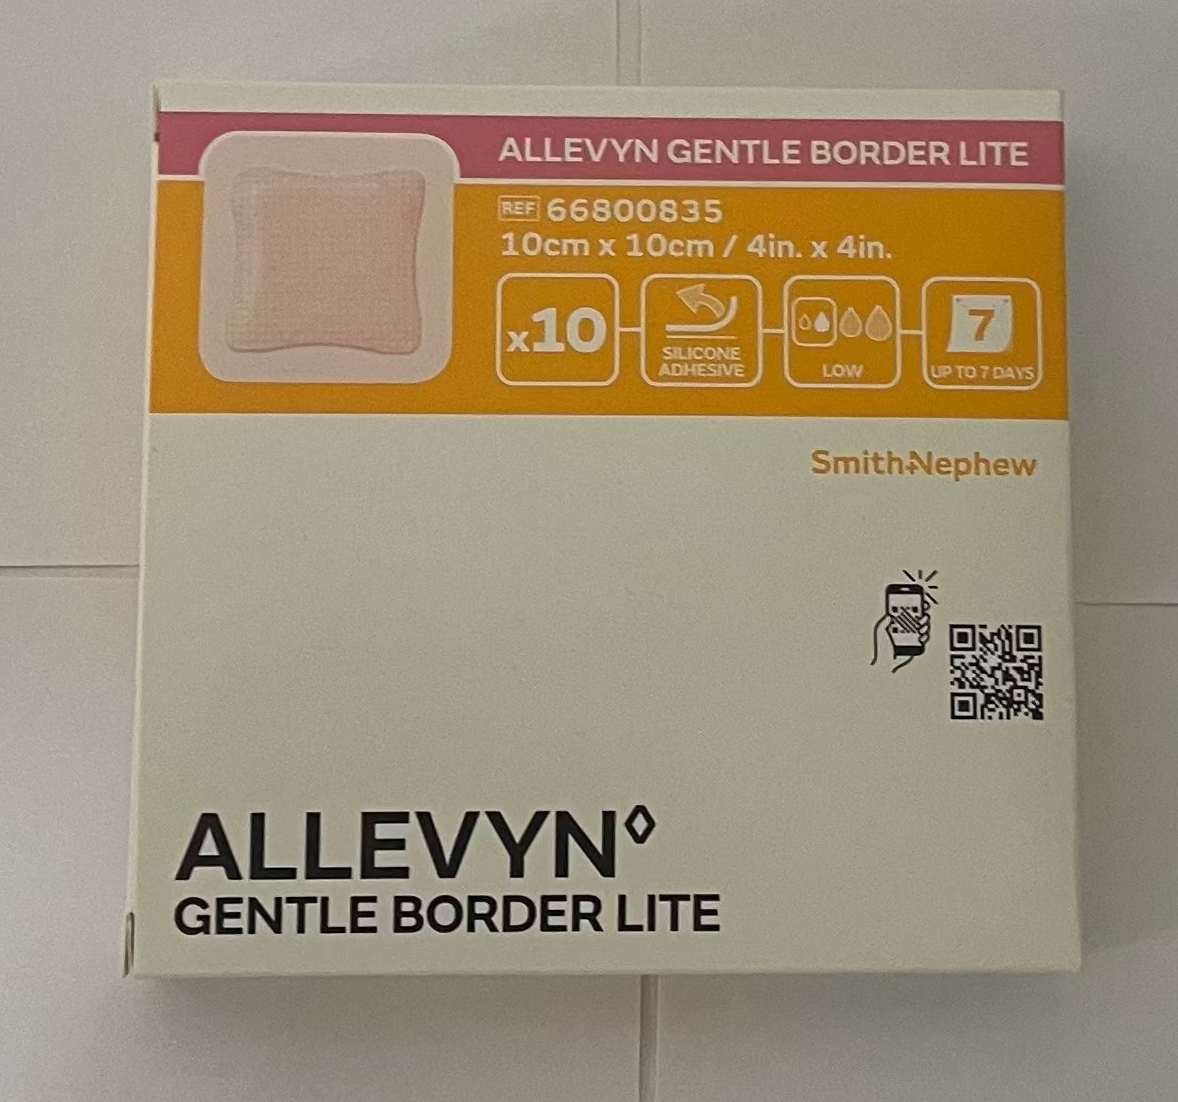 ALLEVYN GENTLE BORDER LITE
REF 66800835
10cm x 10cm / 4in. x 4in.
x10
SILICONE
ADHESIVE
LOW
7
UP TO 7 DAYS
Smith+Nephew
ALLEVYN◊
GENTLE BORDER LITE